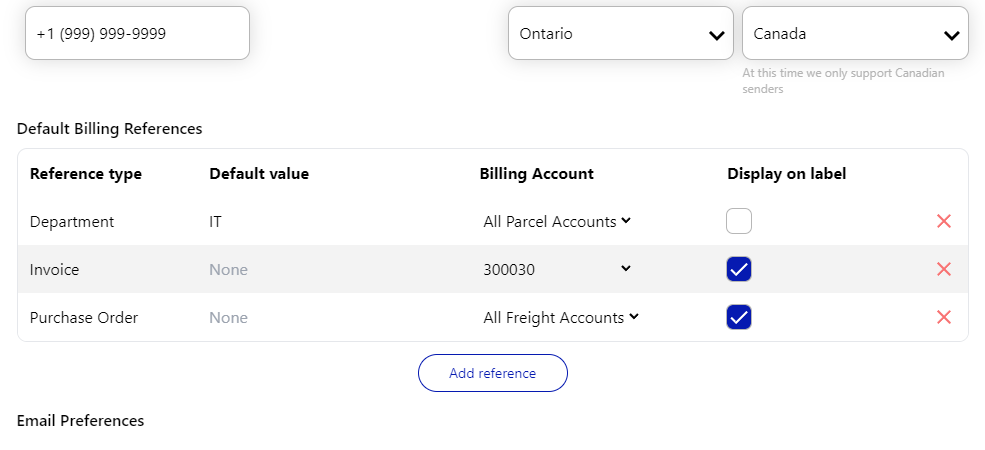 +1 (999) 999-9999 Ontario Canada
At this time we only support Canadian
senders
Default Billing References
Reference type Default value Billing Account Display on label
Department IT All Parcel Accounts
Invoice None 300030
Purchase Order None All Freight Accounts
Add reference
Email Preferences